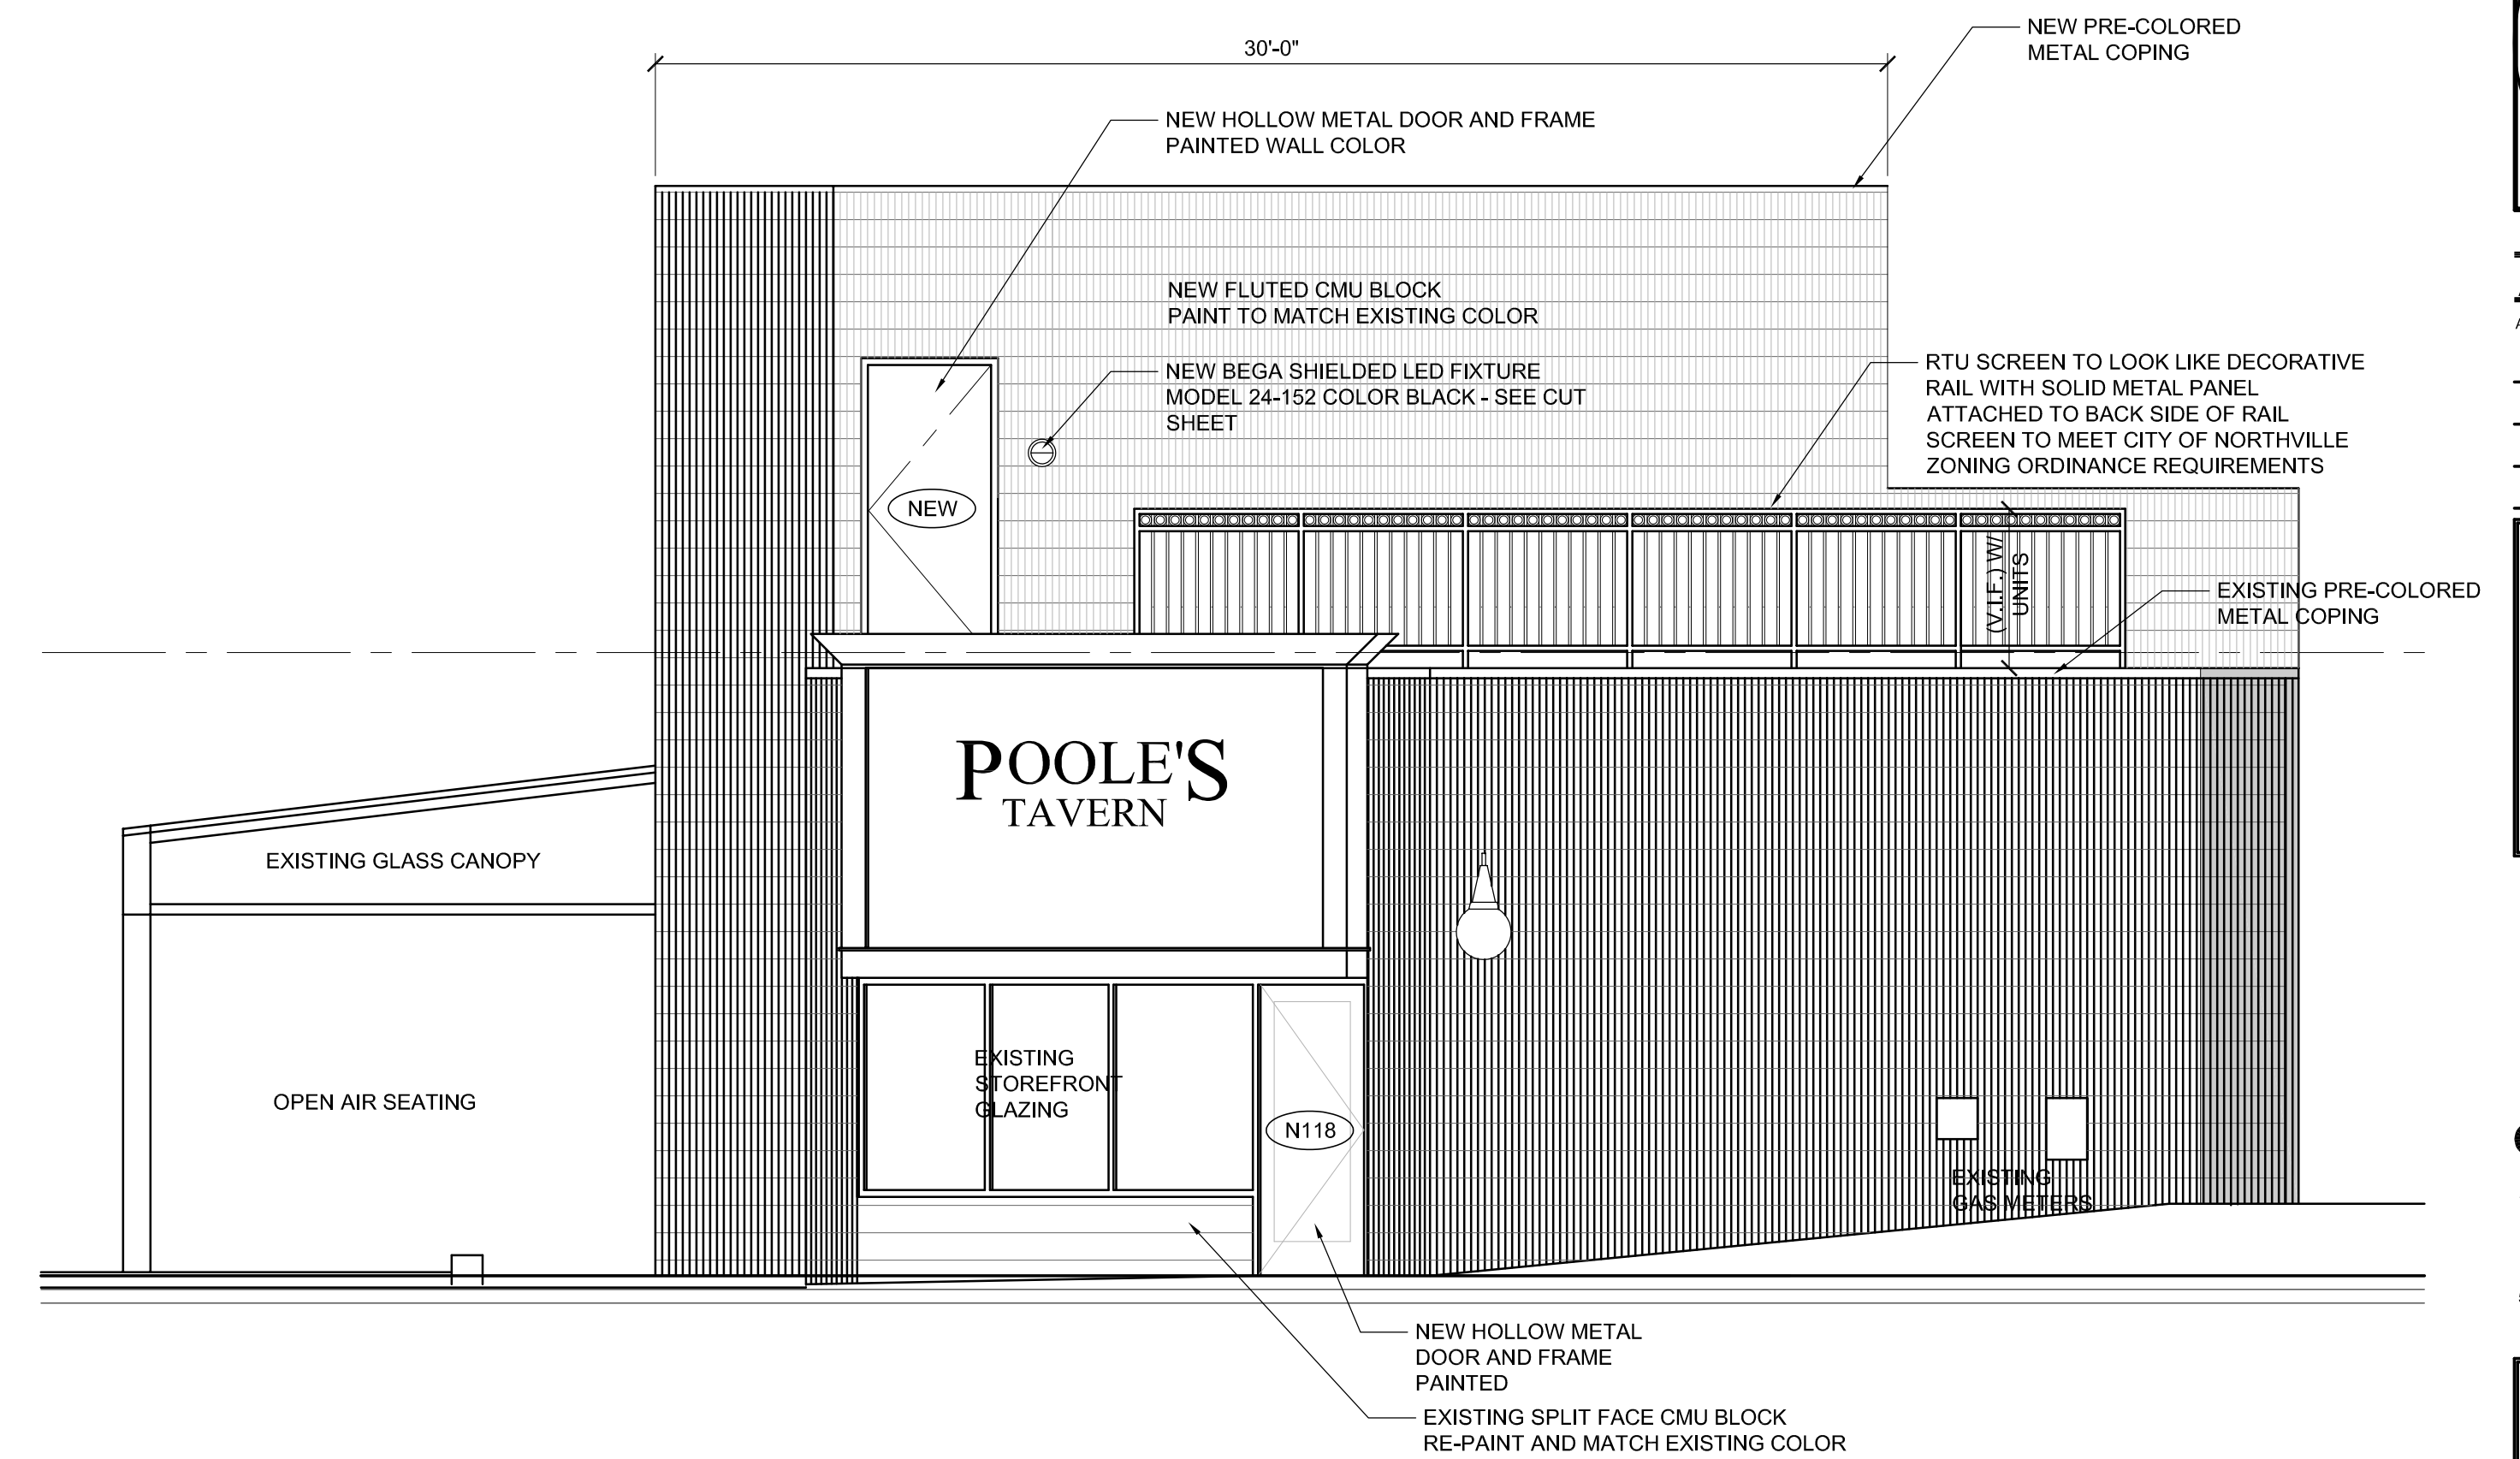 30'-0"
NEW PRE-COLORED
METAL COPING
NEW HOLLOW METAL DOOR AND FRAME
PAINTED WALL COLOR
NEW FLUTED CMU BLOCK
PAINT TO MATCH EXISTING COLOR
NEW BEGA SHIELDED LED FIXTURE
MODEL 24-152 COLOR BLACK - SEE CUT
SHEET
RTU SCREEN TO LOOK LIKE DECORATIVE
RAIL WITH SOLID METAL PANEL
ATTACHED TO BACK SIDE OF RAIL
SCREEN TO MEET CITY OF NORTHVILLE
ZONING ORDINANCE REQUIREMENTS
NEW
(V.I.F.) W/
UNITS
EXISTING PRE-COLORED
METAL COPING
POOLE'S
TAVERN
EXISTING GLASS CANOPY
OPEN AIR SEATING
EXISTING
STOREFRONT
GLAZING
N118
EXISTING
GAS METERS
NEW HOLLOW METAL
DOOR AND FRAME
PAINTED
EXISTING SPLIT FACE CMU BLOCK
RE-PAINT AND MATCH EXISTING COLOR